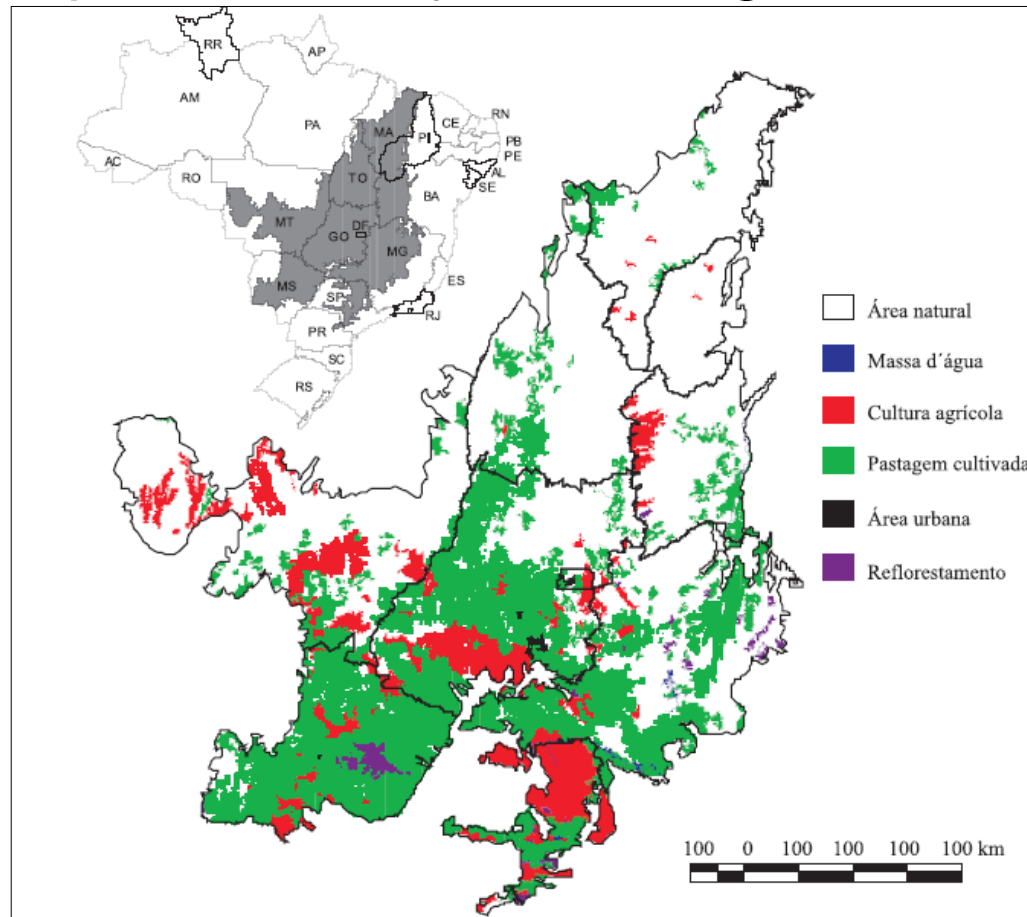 RR
AP
AM
PA
MA
CE
RN
PI
PB
PE
AC
AL
TO
SE
RO
BA
MT
DF
GO
MG
ES
MS
SP
RJ
PR
SC
RS
Área natural
Massa d´água
Cultura agrícola
Pastagem cultivada
Área urbana
Reflorestamento
100 0 100 100 100 100 km